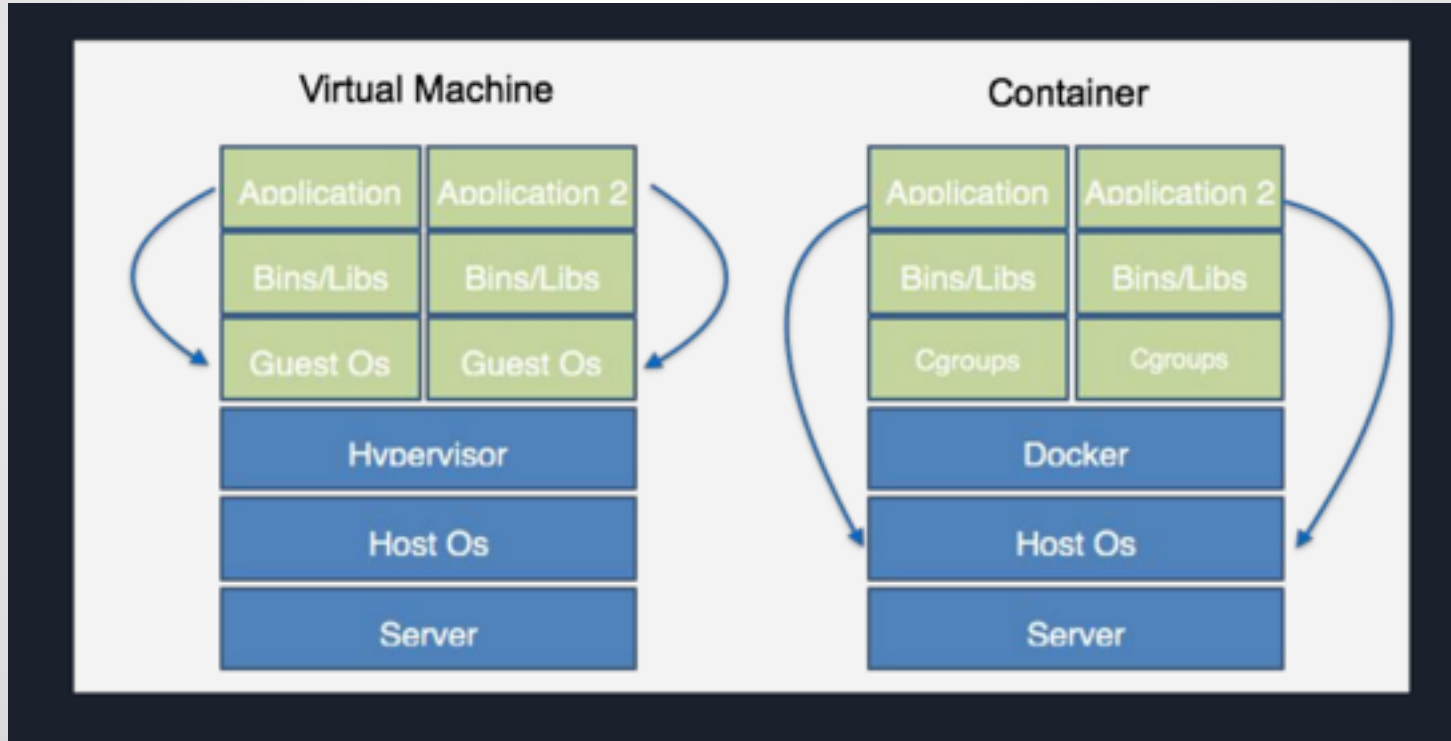 Virtual Machine
Application Application 2
Bins/Libs Bins/Libs
Guest Os Guest Os
Hypervisor
Host Os
Server
Container
Application Application 2
Bins/Libs Bins/Libs
Cgroups Cgroups
Docker
Host Os
Server